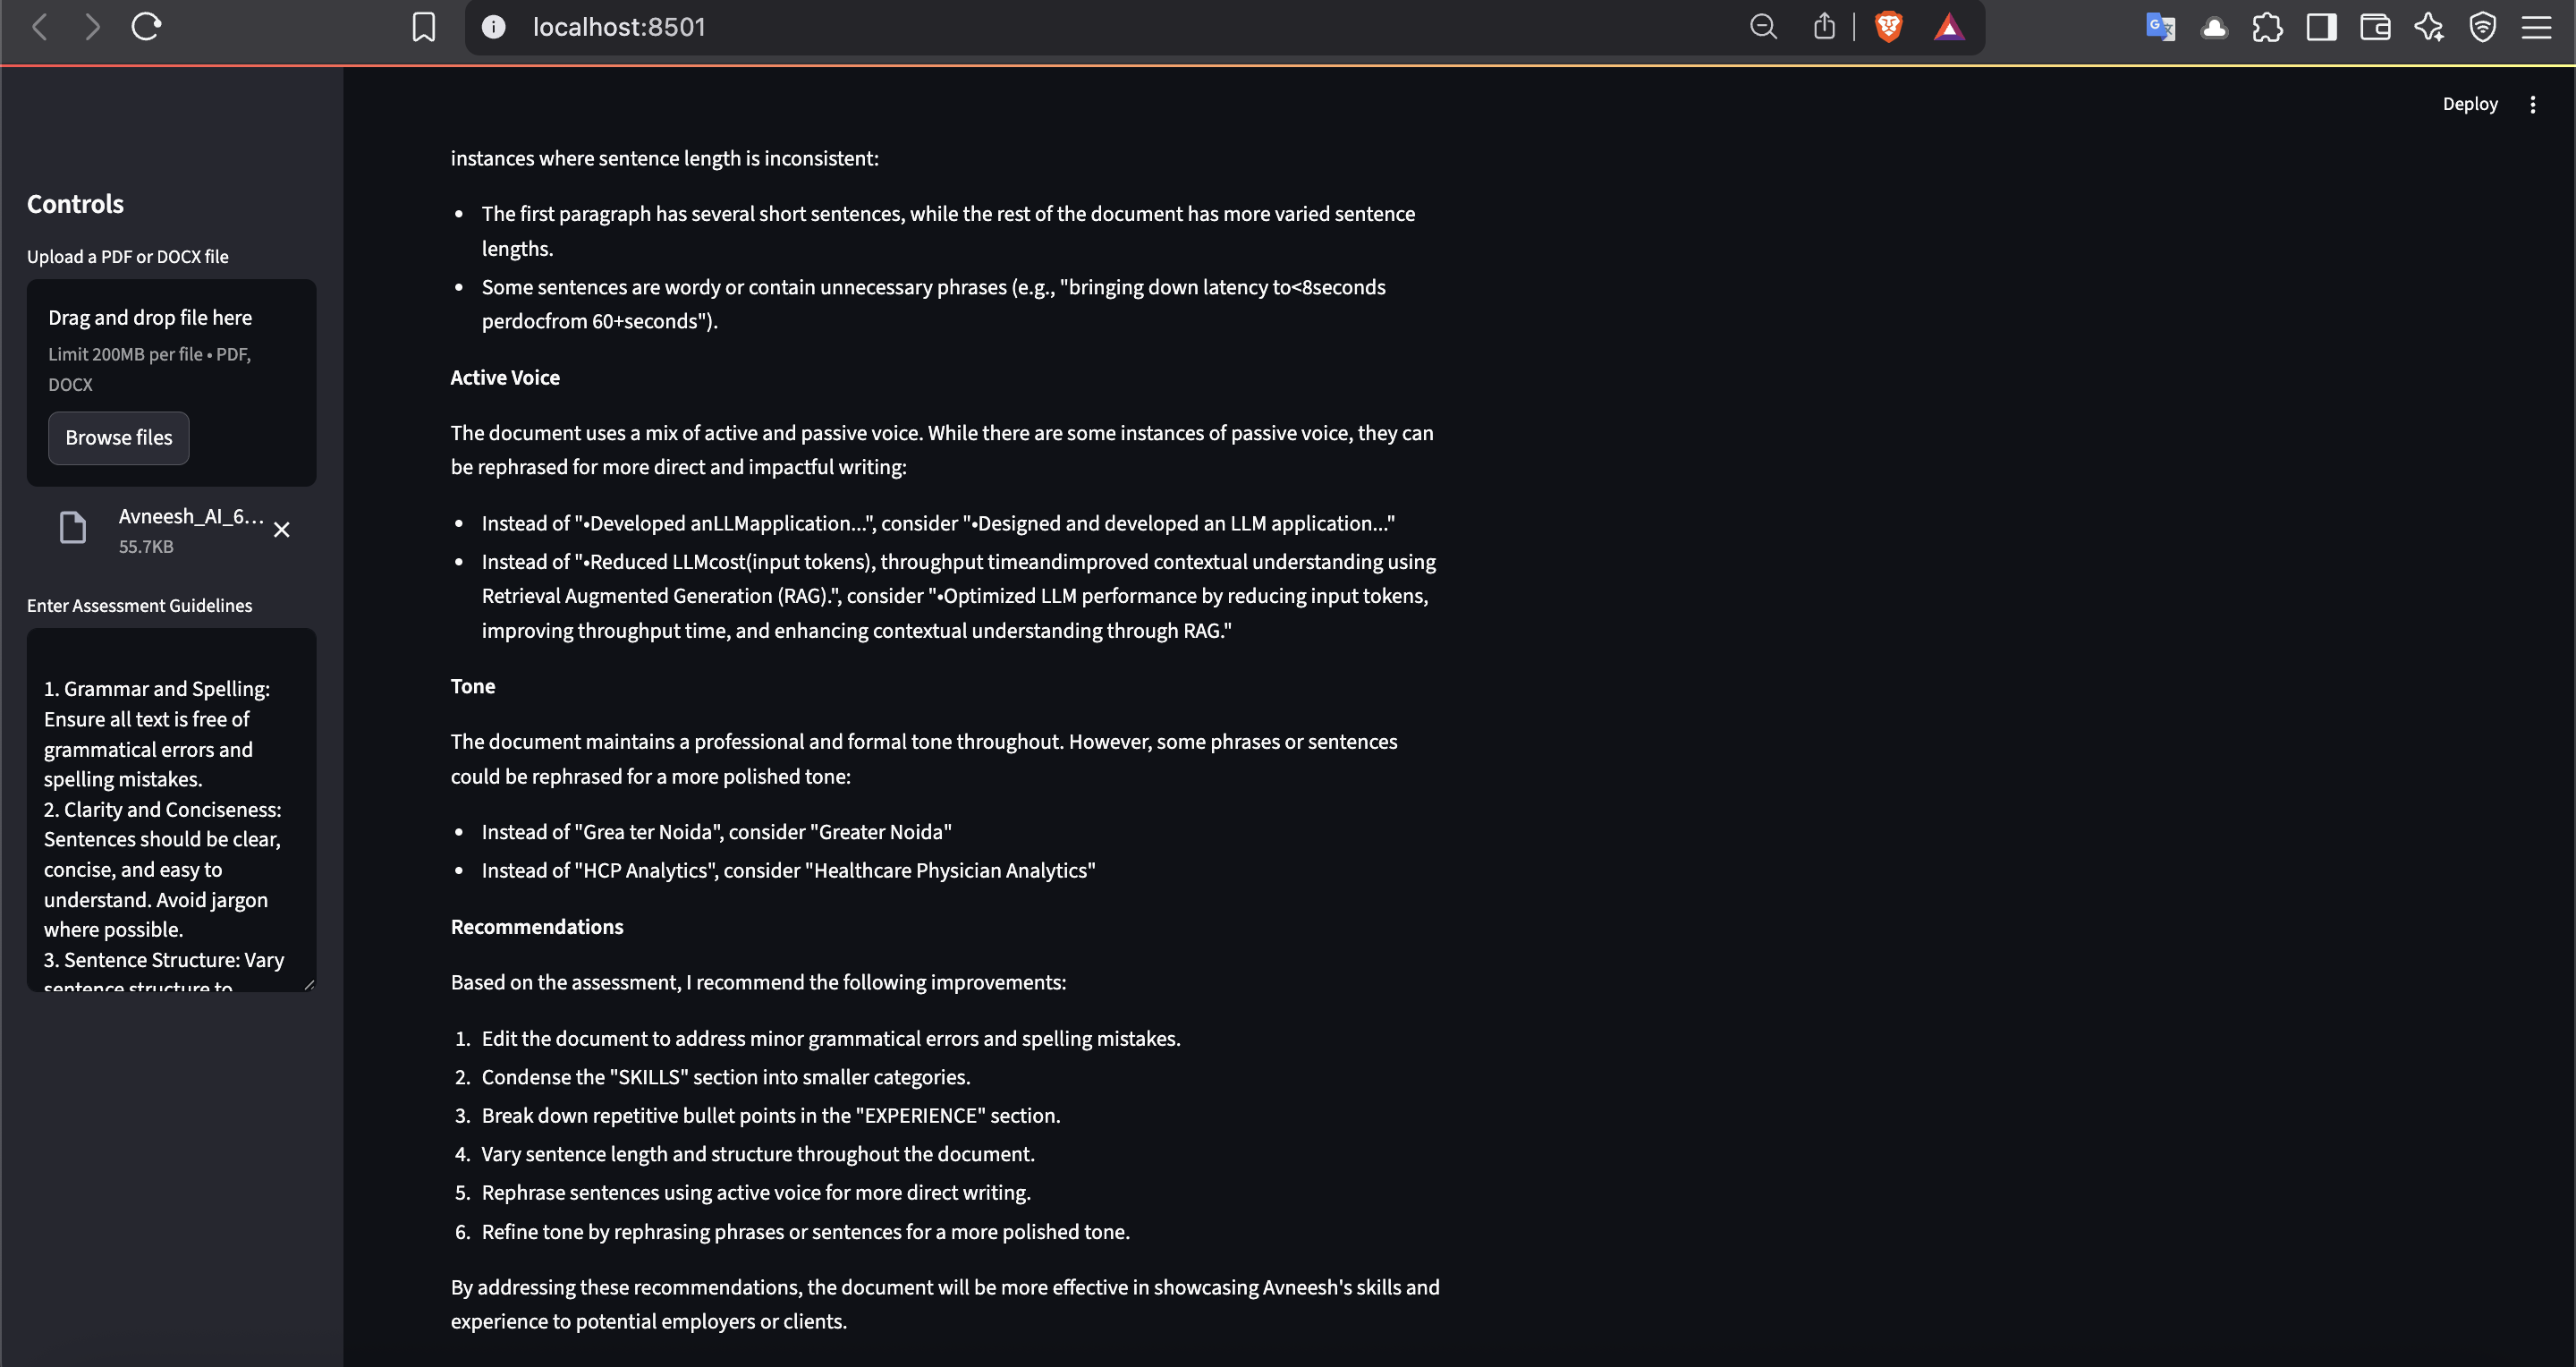 localhost:8501
Deploy
Controls
Upload a PDF or DOCX file
Drag and drop file here
Limit 200MB per file • PDF,
DOCX
Browse files
Avneesh_AI_6...
55.7KB
Enter Assessment Guidelines
1. Grammar and Spelling:
Ensure all text is free of
grammatical errors and
spelling mistakes.
2. Clarity and Conciseness:
Sentences should be clear,
concise, and easy to
understand. Avoid jargon
where possible.
3. Sentence Structure: Vary
sentence structure to
instances where sentence length is inconsistent:
• The first paragraph has several short sentences, while the rest of the document has more varied sentence
lengths.
• Some sentences are wordy or contain unnecessary phrases (e.g., "bringing down latency to<8seconds
perdocfrom 60+seconds").
Active Voice
The document uses a mix of active and passive voice. While there are some instances of passive voice, they can
be rephrased for more direct and impactful writing:
• Instead of "•Developed anLLMapplication...", consider "•Designed and developed an LLM application..."
• Instead of "•Reduced LLMcost(input tokens), throughput timeandimproved contextual understanding using
Retrieval Augmented Generation (RAG).", consider "•Optimized LLM performance by reducing input tokens,
improving throughput time, and enhancing contextual understanding through RAG."
Tone
The document maintains a professional and formal tone throughout. However, some phrases or sentences
could be rephrased for a more polished tone:
• Instead of "Grea ter Noida", consider "Greater Noida"
• Instead of "HCP Analytics", consider "Healthcare Physician Analytics"
Recommendations
Based on the assessment, I recommend the following improvements:
1. Edit the document to address minor grammatical errors and spelling mistakes.
2. Condense the "SKILLS" section into smaller categories.
3. Break down repetitive bullet points in the "EXPERIENCE" section.
4. Vary sentence length and structure throughout the document.
5. Rephrase sentences using active voice for more direct writing.
6. Refine tone by rephrasing phrases or sentences for a more polished tone.
By addressing these recommendations, the document will be more effective in showcasing Avneesh's skills and
experience to potential employers or clients.